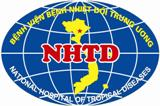 BỆNH VIỆN BỆNH NHIỆT ĐỚI TRUNG ƯƠNG
NHTD
NATIONAL HOSPITAL OF TROPICAL DISEASES